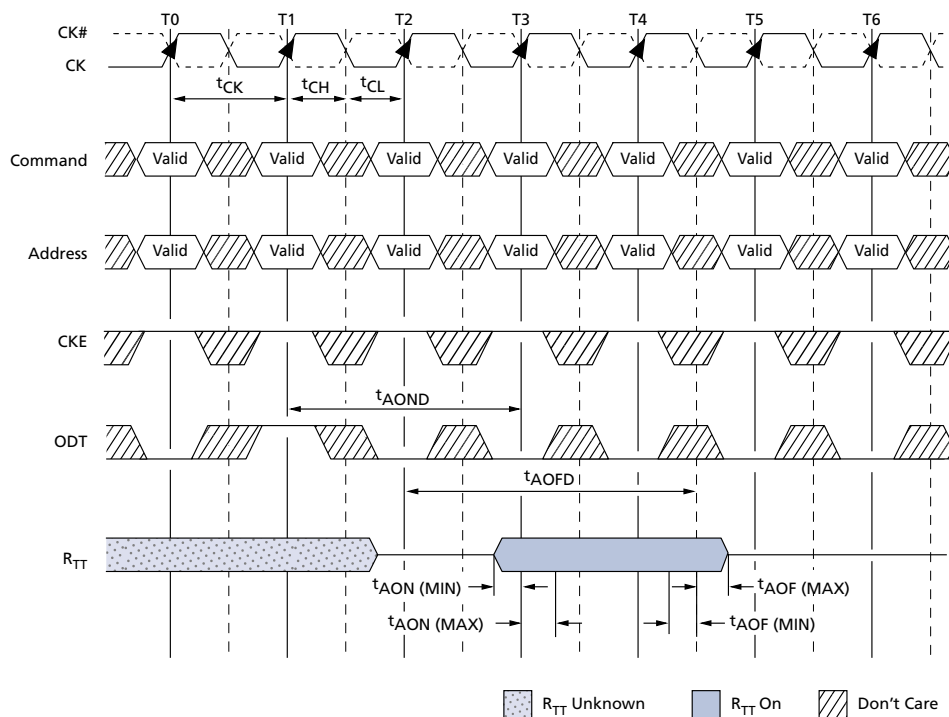 T0 T1 T2 T3 T4 T5 T6
CK#
CK
tCK tCH tCL
Command Valid Valid Valid Valid Valid Valid Valid
Address Valid Valid Valid Valid Valid Valid Valid
CKE
tAOND
ODT
tAOFD
RTT
tAON (MIN) tAOF (MAX)
tAON (MAX) tAOF (MIN)
RTT Unknown RTT On Don't Care